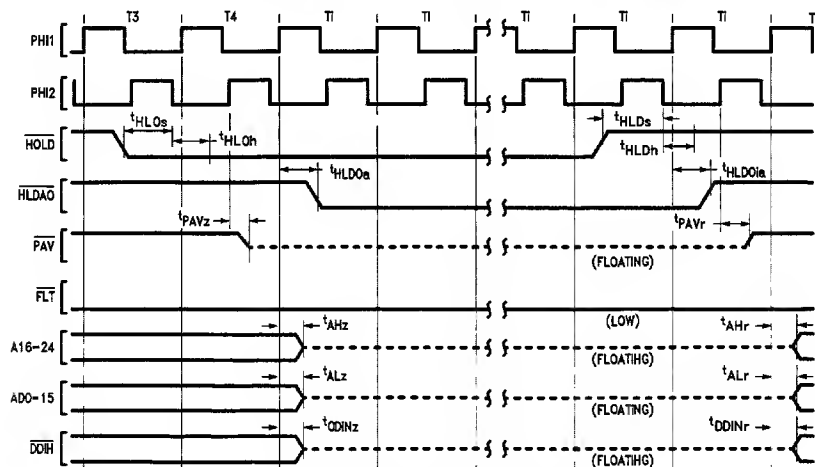 T3 T4 Ti Ti Ti Ti Ti T
PHI1
PHI2
tHLOs tHLDs
HOLD
tHLOh tHLDh
tHLDOa tHLDOia
HLDAO
tPAVz tPAVr
PAV
(FLOATING)
FLT
tAHz (LOW) tAHr
A16-24
(FLOATIHG)
tALz tALr
AD0-15
(FLOATING)
tODINz tDDINr
DDIH
(FLOATIHG)